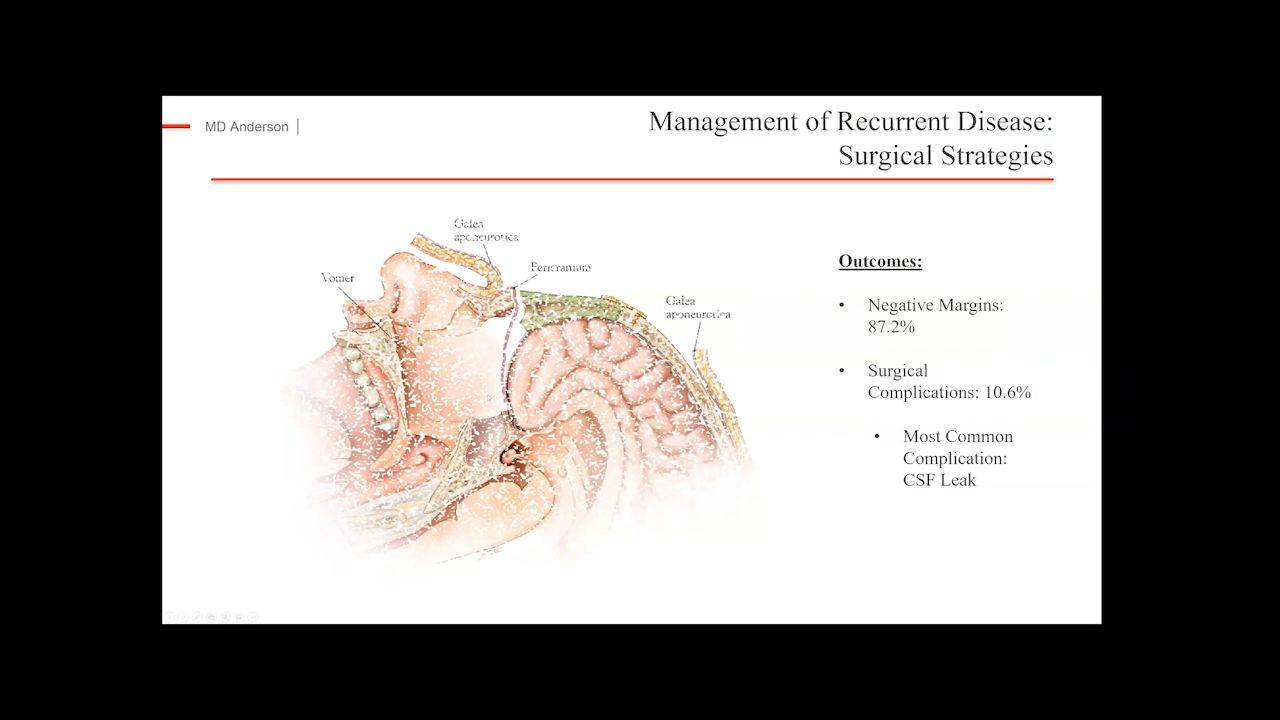 MD Anderson
Management of Recurrent Disease:
Surgical Strategies
Galea
aponeurotica
Pericranium
Vomer
Galea
aponeurotica
Outcomes:
• Negative Margins:
87.2%
• Surgical
Complications: 10.6%
• Most Common
Complication:
CSF Leak